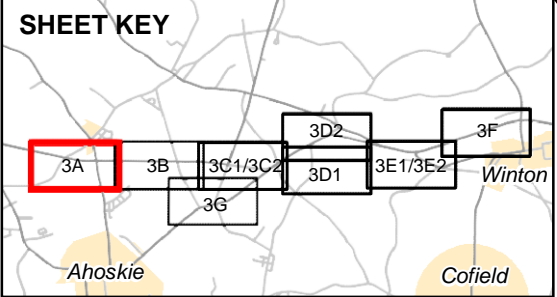 SHEET KEY
3D2
3F
3A
3B
3C1/3C2
3D1
3E1/3E2
Winton
3G
Ahoskie
Cofield